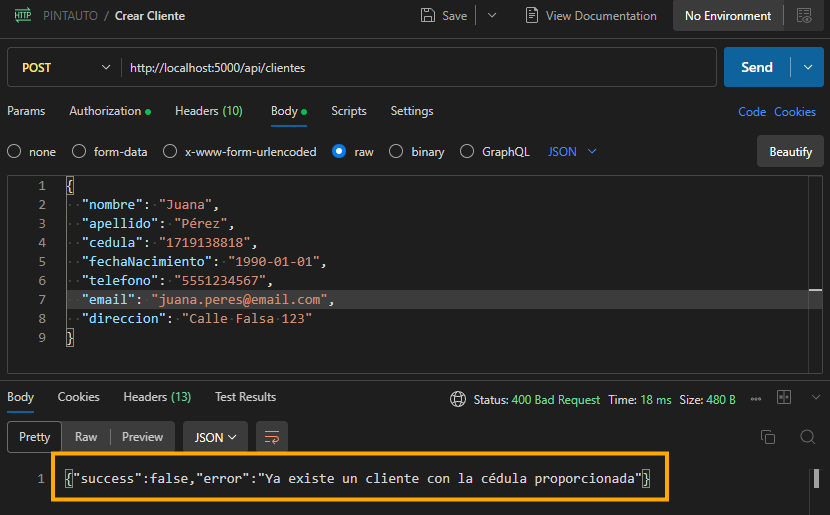 HTTP PINTAUTO / Crear Cliente Save View Documentation No Environment
POST http://localhost:5000/api/clientes Send
Params Authorization Headers (10) Body Scripts Settings Code Cookies
none form-data x-www-form-urlencoded raw binary GraphQL JSON Beautify
1 {
2 "nombre": "Juana",
3 "apellido": "Pérez",
4 "cedula": "1719138818",
5 "fechaNacimiento": "1990-01-01",
6 "telefono": "5551234567",
7 "email": "juana.peres@email.com",
8 "direccion": "Calle Falsa 123"
9 }
Body Cookies Headers (13) Test Results Status: 400 Bad Request Time: 18 ms Size: 480 B
Pretty Raw Preview JSON
1 {"success":false,"error":"Ya existe un cliente con la cédula proporcionada"}